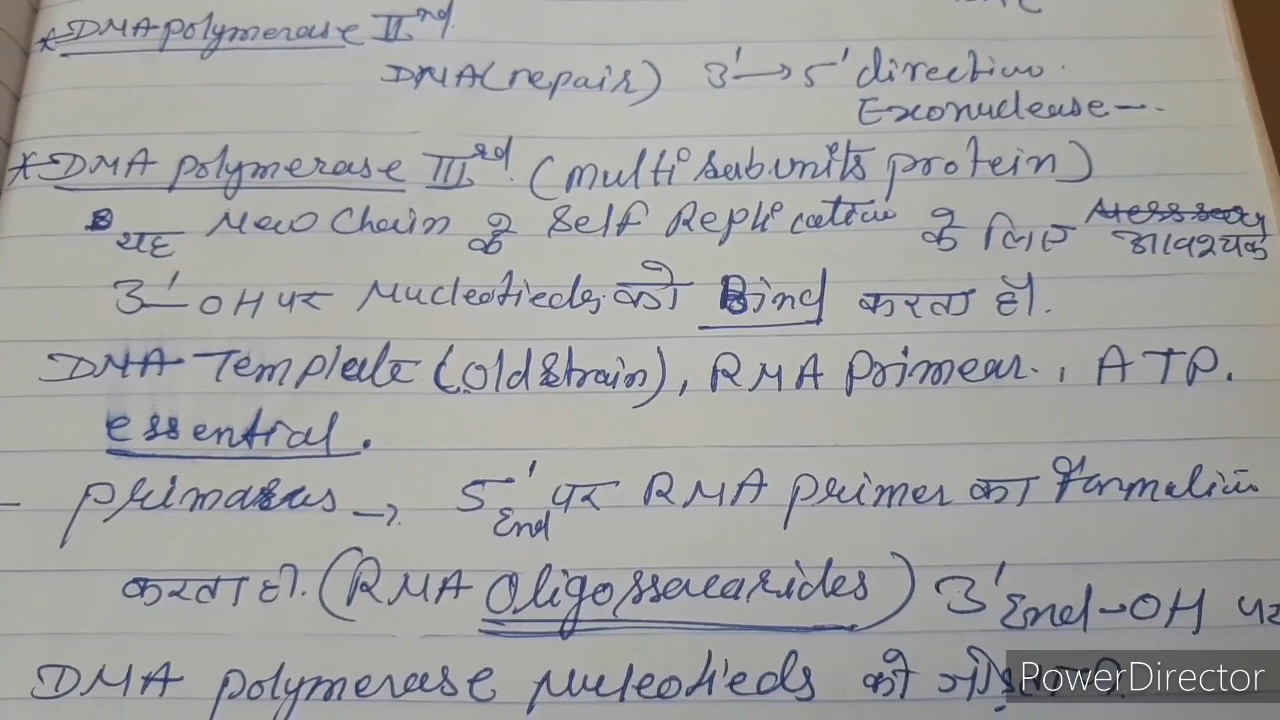 * DNA polymerase II nd.
DNA (repair) 3'→5' direction.
Exonuclease—.
* DNA polymerase III rd. (multi subunits protein)
यह New Chain के Self Replication के लिए आवश्यक
3'-OH पर Nucleotieds को Bind करता है.
DNA Template (old strain), RNA primear., ATP.
essential.
- primases →. 5' End पर RNA primer का Formation
करता है. (RNA Oligossacarides) 3' End-OH पर
DNA polymerase nucleotieds को
PowerDirector